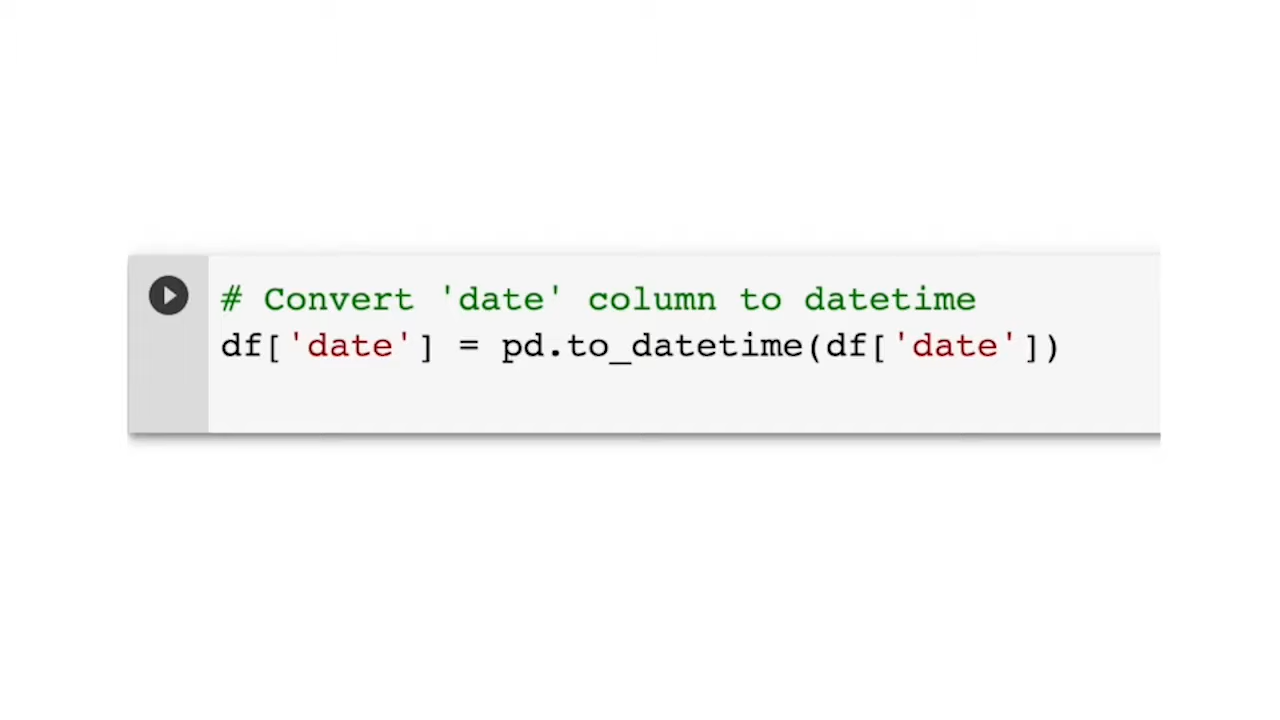 # Convert 'date' column to datetime
df['date'] = pd.to_datetime(df['date'])